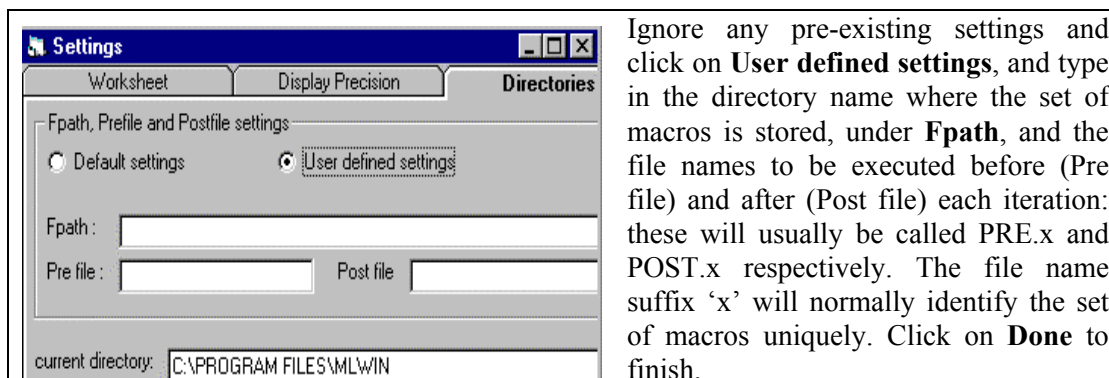 Settings
Worksheet
Display Precision
Directories
Fpath, Prefile and Postfile settings
Default settings
User defined settings
Fpath :
Pre file :
Post file
current directory:
C:\PROGRAM FILES\MLWIN
Ignore any pre-existing settings and
click on User defined settings, and type
in the directory name where the set of
macros is stored, under Fpath, and the
file names to be executed before (Pre
file) and after (Post file) each iteration:
these will usually be called PRE.x and
POST.x respectively. The file name
suffix ‘x’ will normally identify the set
of macros uniquely. Click on Done to
finish.